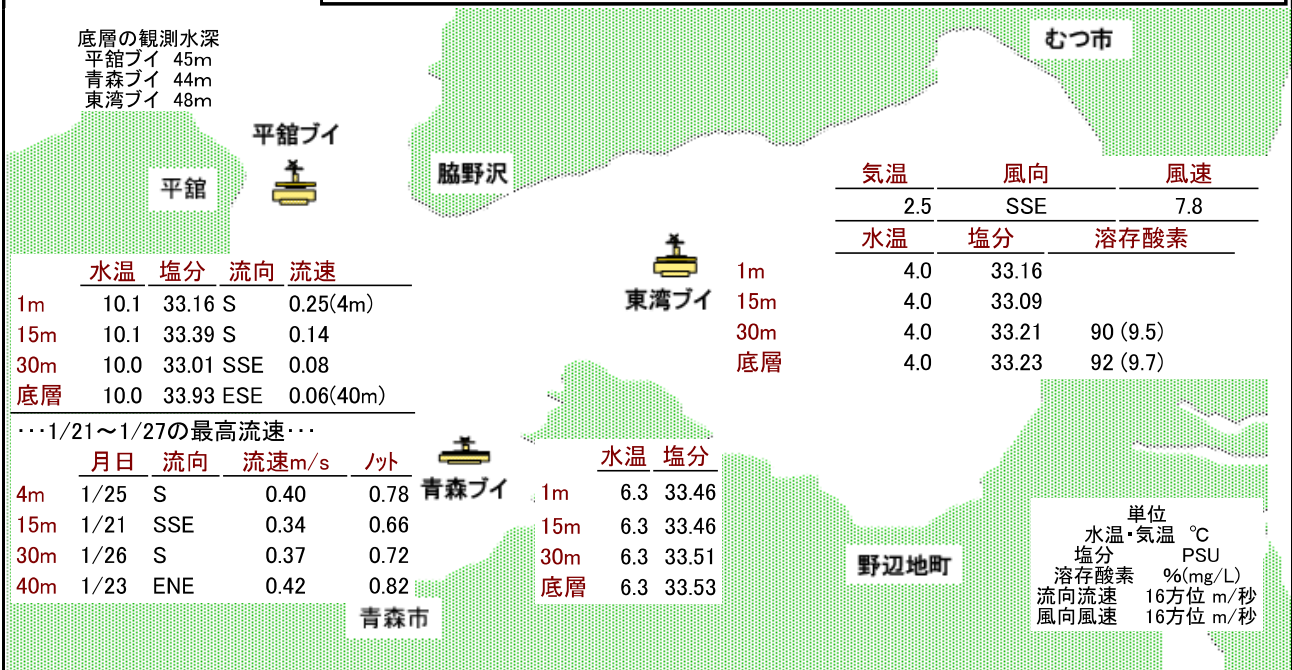 底層の観測水深
平舘ブイ 45m
青森ブイ 44m
東湾ブイ 48m
むつ市
平舘ブイ
脇野沢
平舘
気温 風向 風速
2.5 SSE 7.8
水温 塩分 溶存酸素
1m 4.0 33.16
15m 4.0 33.09
30m 4.0 33.21 90 (9.5)
底層 4.0 33.23 92 (9.7)
東湾ブイ
水温 塩分 流向 流速
1m 10.1 33.16 S 0.25(4m)
15m 10.1 33.39 S 0.14
30m 10.0 33.01 SSE 0.08
底層 10.0 33.93 ESE 0.06(40m)
･･･1/21～1/27の最高流速･･･
月日 流向 流速m/s ﾉｯﾄ
4m 1/25 S 0.40 0.78
15m 1/21 SSE 0.34 0.66
30m 1/26 S 0.37 0.72
40m 1/23 ENE 0.42 0.82
青森ブイ
水温 塩分
1m 6.3 33.46
15m 6.3 33.46
30m 6.3 33.51
底層 6.3 33.53
青森市
野辺地町
単位
水温･気温 ℃
塩分 PSU
溶存酸素 %(mg/L)
流向流速 16方位 m/秒
風向風速 16方位 m/秒